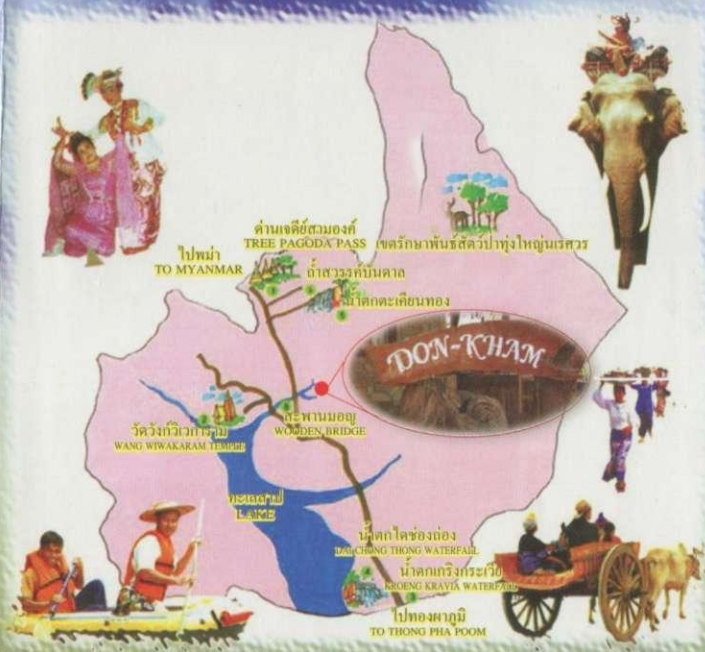 ด่านเจดีย์สามองค์
TREE PAGODA PASS
เขตรักษาพันธุ์สัตว์ป่าทุ่งใหญ่นเรศวร
ไปพม่า
TO MYANMAR
ถ้ำสวรรค์บันดาล
น้ำตกตะเคียนทอง
DON-KHAM
สะพานมอญ
WOODEN BRIDGE
วัดวังก์วิเวการาม
WANG WIWAKARAM TEMPLE
ทะเลสาป
LAKE
น้ำตกไดช่องถ่อง
DAI CHONG THONG WATERFALL
น้ำตกเกริงกระเวีย
KROENG KRAVIA WATERFALL
ไปทองผาภูมิ
TO THONG PHA POOM